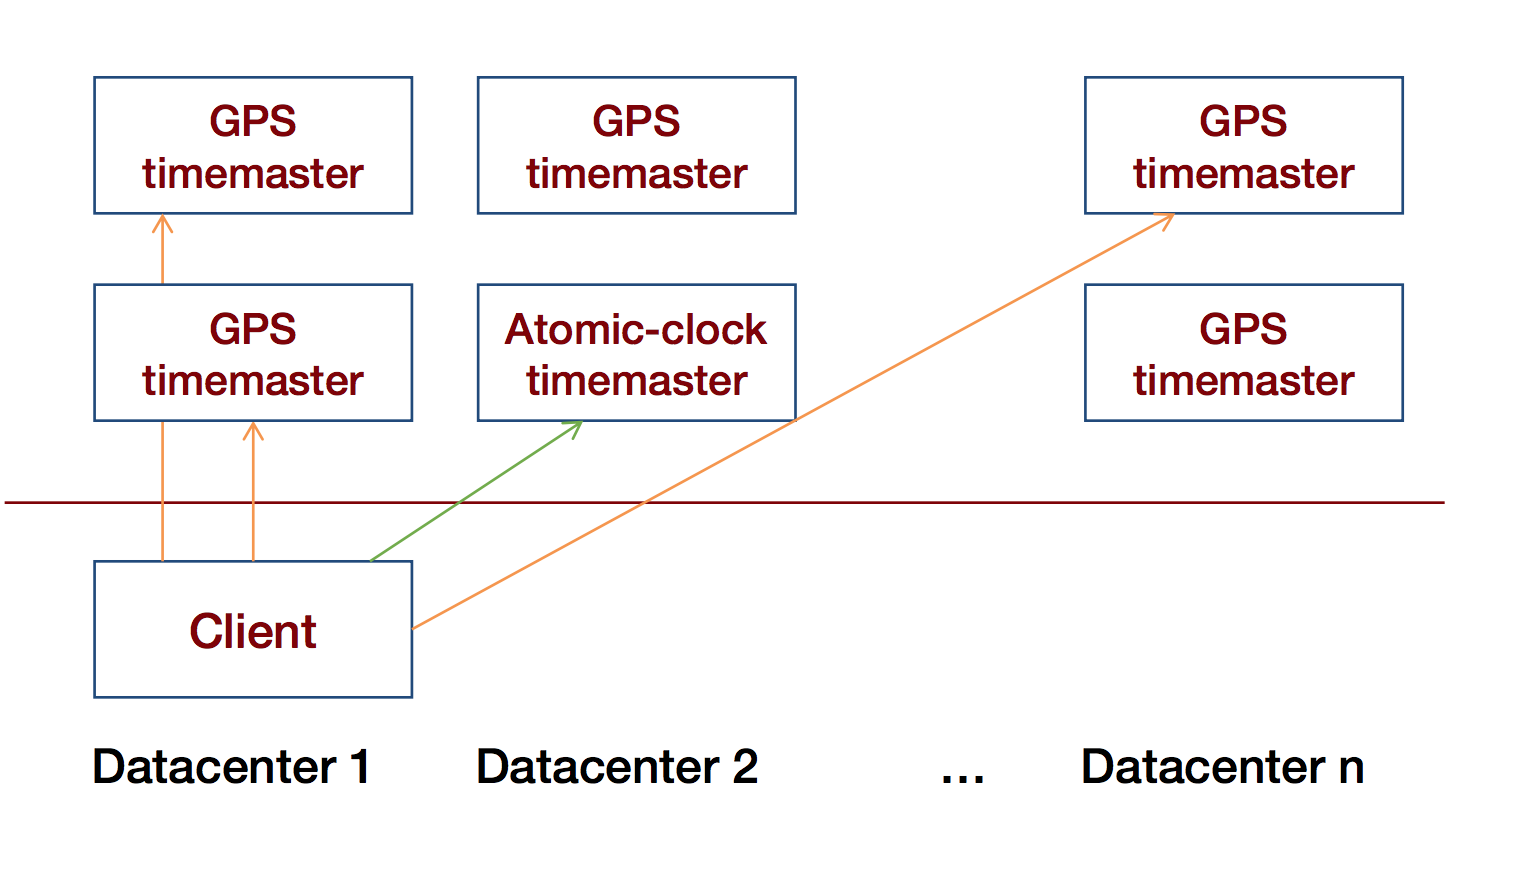 GPS
timemaster
GPS
timemaster
GPS
timemaster
GPS
timemaster
Atomic-clock
timemaster
GPS
timemaster
Client
Datacenter 1
Datacenter 2
...
Datacenter n